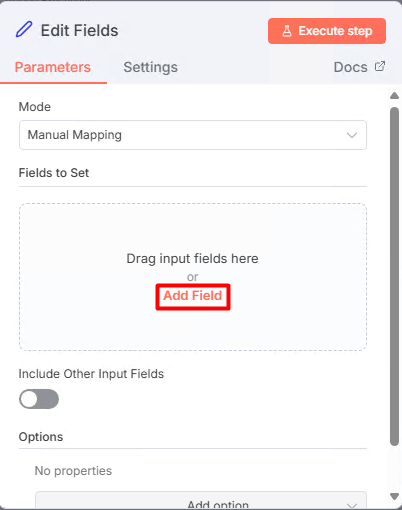 Edit Fields
Execute step
Parameters
Settings
Docs
Mode
Manual Mapping
Fields to Set
Drag input fields here
or
Add Field
Include Other Input Fields
Options
No properties
Add option